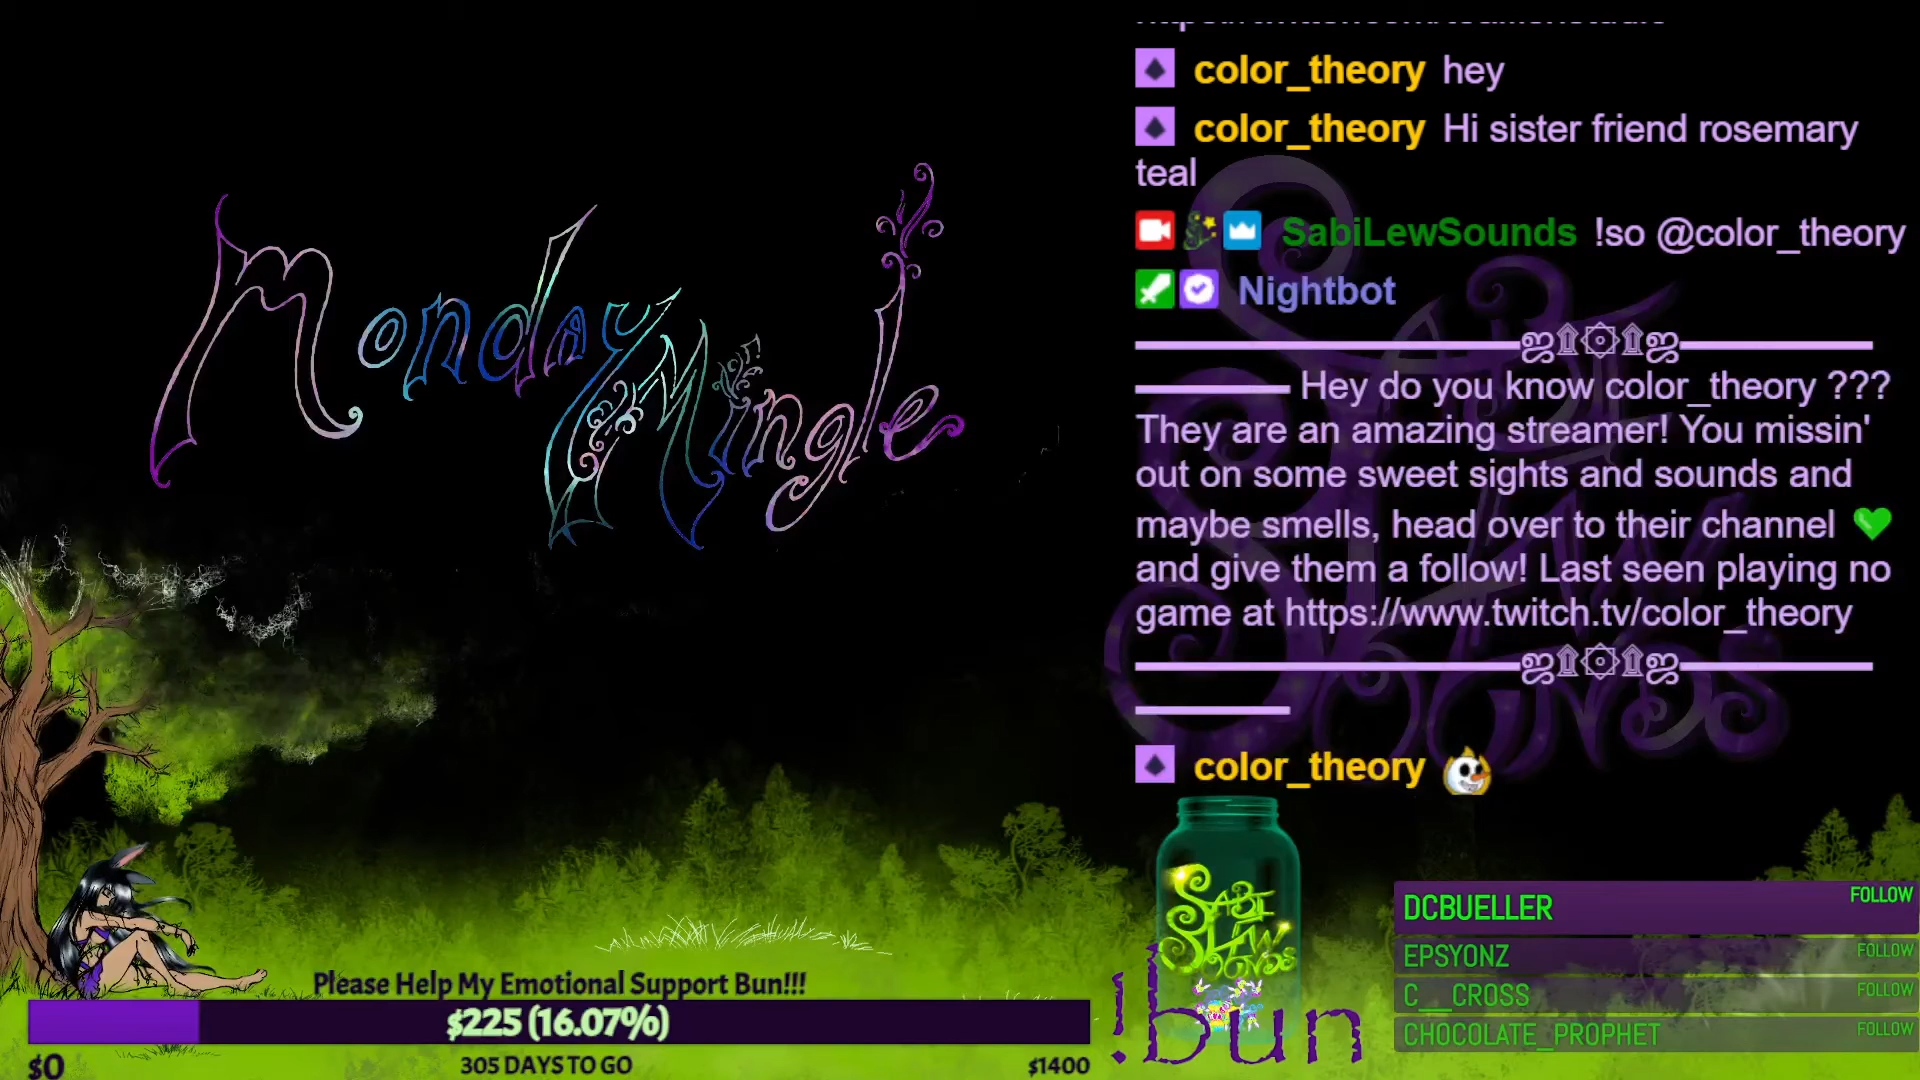 Monday
Mingle
color_theory hey
color_theory Hi sister friend rosemary
teal
SabiLewSounds !so @color_theory
Nightbot
━━━━━━━━━━ஜ۩۞۩ஜ━━━━━
━━━━ Hey do you know color_theory ???
They are an amazing streamer! You missin'
out on some sweet sights and sounds and
maybe smells, head over to their channel 💚
and give them a follow! Last seen playing no
game at https://www.twitch.tv/color_theory
━━━━━━━━━━ஜ۩۞۩ஜ━━━━━
━━━━
color_theory
SABI
LEW
SOUNDS
!bun
DCBUELLER FOLLOW
EPSYONZ FOLLOW
C__CROSS FOLLOW
CHOCOLATE_PROPHET FOLLOW
Please Help My Emotional Support Bun!!!
$225 (16.07%)
$0 305 DAYS TO GO $1400